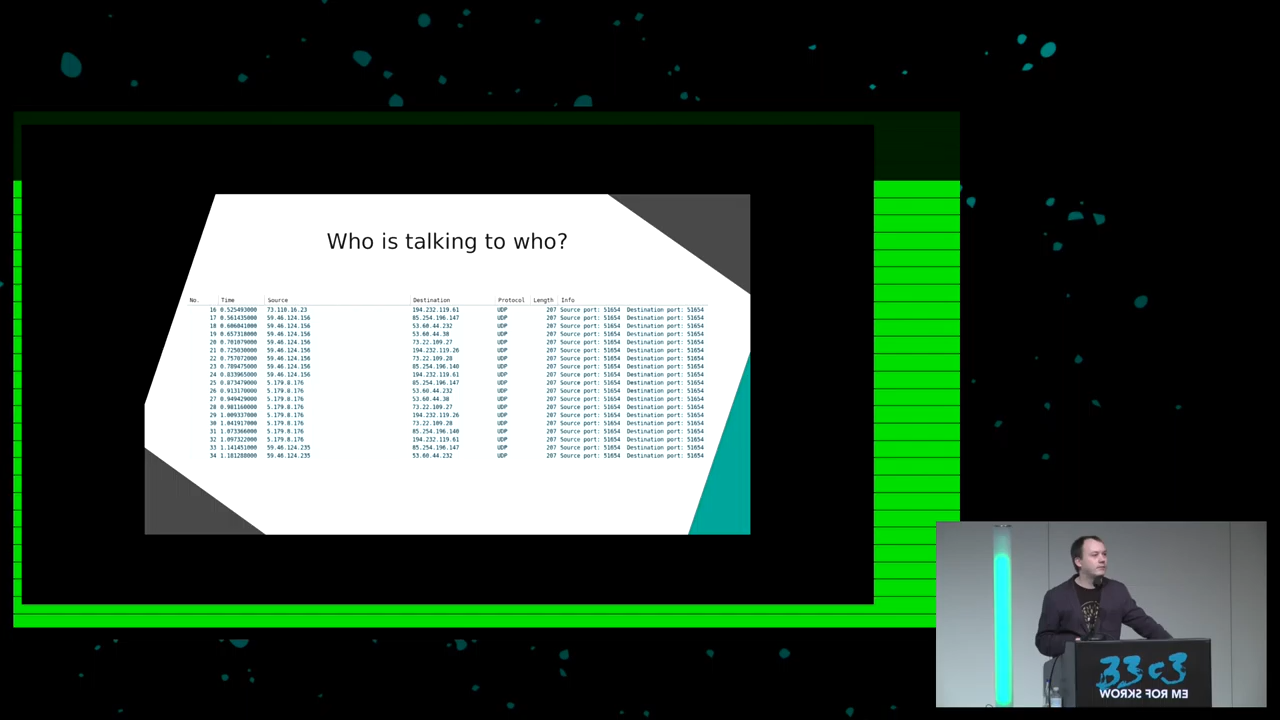 Who is talking to who?
No. Time Source Destination Protocol Length Info
16 0.525493000 73.110.16.23 194.232.119.61 UDP 207 Source port: 51654 Destination port: 51654
17 0.561435000 59.46.124.156 85.254.196.147 UDP 207 Source port: 51654 Destination port: 51654
18 0.606041000 59.46.124.156 53.60.44.232 UDP 207 Source port: 51654 Destination port: 51654
19 0.657318000 59.46.124.156 53.60.44.38 UDP 207 Source port: 51654 Destination port: 51654
20 0.701079000 59.46.124.156 73.22.109.27 UDP 207 Source port: 51654 Destination port: 51654
21 0.725030000 59.46.124.156 194.232.119.26 UDP 207 Source port: 51654 Destination port: 51654
22 0.757072000 59.46.124.156 73.22.109.28 UDP 207 Source port: 51654 Destination port: 51654
23 0.789475000 59.46.124.156 85.254.196.140 UDP 207 Source port: 51654 Destination port: 51654
24 0.833965000 59.46.124.156 194.232.119.61 UDP 207 Source port: 51654 Destination port: 51654
25 0.873479000 5.179.8.176 85.254.196.147 UDP 207 Source port: 51654 Destination port: 51654
26 0.913170000 5.179.8.176 53.60.44.232 UDP 207 Source port: 51654 Destination port: 51654
27 0.949429000 5.179.8.176 53.60.44.38 UDP 207 Source port: 51654 Destination port: 51654
28 0.981160000 5.179.8.176 73.22.109.27 UDP 207 Source port: 51654 Destination port: 51654
29 1.009337000 5.179.8.176 194.232.119.26 UDP 207 Source port: 51654 Destination port: 51654
30 1.041917000 5.179.8.176 73.22.109.28 UDP 207 Source port: 51654 Destination port: 51654
31 1.073366000 5.179.8.176 85.254.196.140 UDP 207 Source port: 51654 Destination port: 51654
32 1.097322000 5.179.8.176 194.232.119.61 UDP 207 Source port: 51654 Destination port: 51654
33 1.141451000 59.46.124.235 85.254.196.147 UDP 207 Source port: 51654 Destination port: 51654
34 1.181288000 59.46.124.235 53.60.44.232 UDP 207 Source port: 51654 Destination port: 51654
33c3
WORKS FOR ME